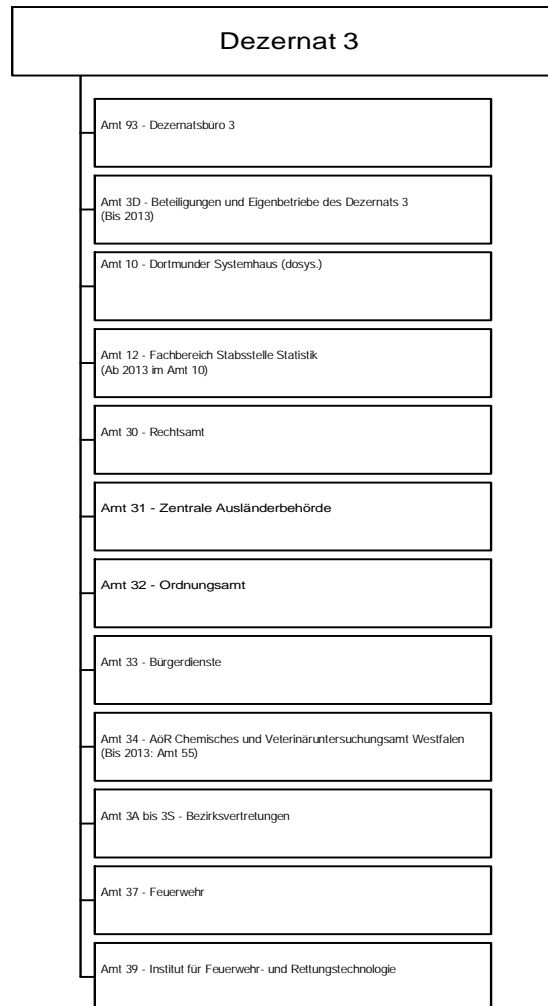 Dezernat 3
Amt 93 - Dezernatsbüro 3
Amt 3D - Beteiligungen und Eigenbetriebe des Dezernats 3
(Bis 2013)
Amt 10 - Dortmunder Systemhaus (dosys.)
Amt 12 - Fachbereich Stabsstelle Statistik
(Ab 2013 im Amt 10)
Amt 30 - Rechtsamt
Amt 31 - Zentrale Ausländerbehörde
Amt 32 - Ordnungsamt
Amt 33 - Bürgerdienste
Amt 34 - AöR Chemisches und Veterinäruntersuchungsamt Westfalen
(Bis 2013: Amt 55)
Amt 3A bis 3S - Bezirksvertretungen
Amt 37 - Feuerwehr
Amt 39 - Institut für Feuerwehr- und Rettungstechnologie